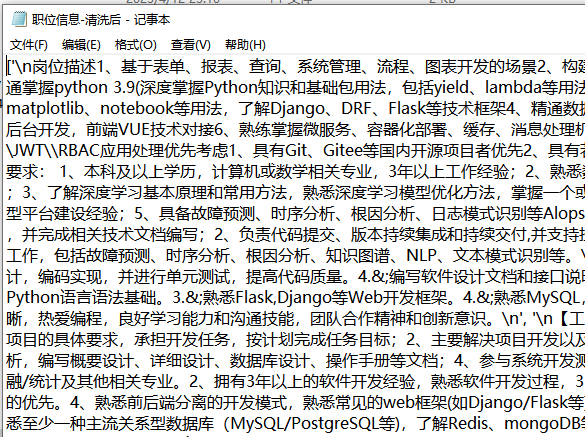 职位信息-清洗后 - 记事本
文件(F) 编辑(E) 格式(O) 查看(V) 帮助(H)
['\n岗位描述1、基于表单、报表、查询、系统管理、流程、图表开发的场景2、构建
通掌握python 3.9(深度掌握Python知识和基础包用法，包括yield、lambda等用法
matplotlib、notebook等用法，了解Django、DRF、Flask等技术框架4、精通数据
后台开发，前端VUE技术对接6、熟练掌握微服务、容器化部署、缓存、消息处理机
\JWT\\RBAC应用处理优先考虑1、具有Git、Gitee等国内开源项目者优先2、具有
要求： 1、本科及以上学历，计算机或数学相关专业，3年以上工作经验；2、熟悉
；3、了解深度学习基本原理和常用方法，熟悉深度学习模型优化方法，掌握一个或
型平台建设经验；5、具备故障预测、时序分析、根因分析、日志模式识别等Alops
，并完成相关技术文档编写；2、负责代码提交、版本持续集成和持续交付,并支持
工作，包括故障预测、时序分析、根因分析、知识图谱、NLP、文本模式识别等。\
计，编码实现，并进行单元测试，提高代码质量。4.&;编写软件设计文档和接口说
Python语言语法基础。3.&;熟悉Flask,Django等Web开发框架。4.&;熟悉MySQL,
晰，热爱编程，良好学习能力和沟通技能，团队合作精神和创新意识。\n', '\n【工
项目的具体要求，承担开发任务，按计划完成任务目标；2、主要解决项目开发以及
析，编写概要设计、详细设计、数据库设计、操作手册等文档；4、参与系统开发测
融/统计及其他相关专业。2、拥有3年以上的软件开发经验，熟悉软件开发过程，3
的优先。4、熟悉前后端分离的开发模式，熟悉常见的web框架(如Django/Flask等
悉至少一种主流关系型数据库（MySQL/PostgreSQL等)，了解Redis、mongoDB